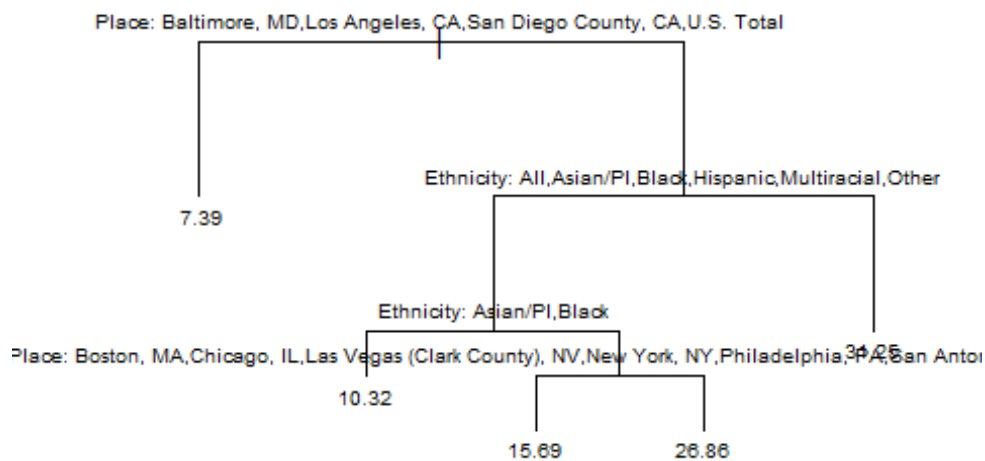 Place: Baltimore, MD,Los Angeles, CA,San Diego County, CA,U.S. Total
Ethnicity: All,Asian/PI,Black,Hispanic,Multiracial,Other
7.39
Ethnicity: Asian/PI,Black
Place: Boston, MA,Chicago, IL,Las Vegas (Clark County), NV,New York, NY,Philadelphia, PA,San Anton
34.25
10.32
15.69
26.86